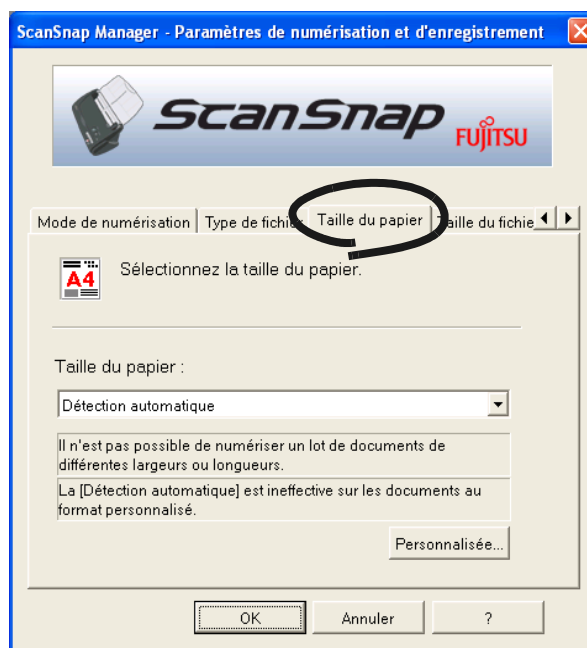 ScanSnap Manager - Paramètres de numérisation et d'enregistrement
ScanSnap
FUJITSU
Mode de numérisation Type de fichier Taille du papier Taille du fichie
A4 Sélectionnez la taille du papier.
Taille du papier :
Détection automatique
Il n'est pas possible de numériser un lot de documents de
différentes largeurs ou longueurs.
La [Détection automatique] est ineffective sur les documents au
format personnalisé.
Personnalisée...
OK Annuler ?